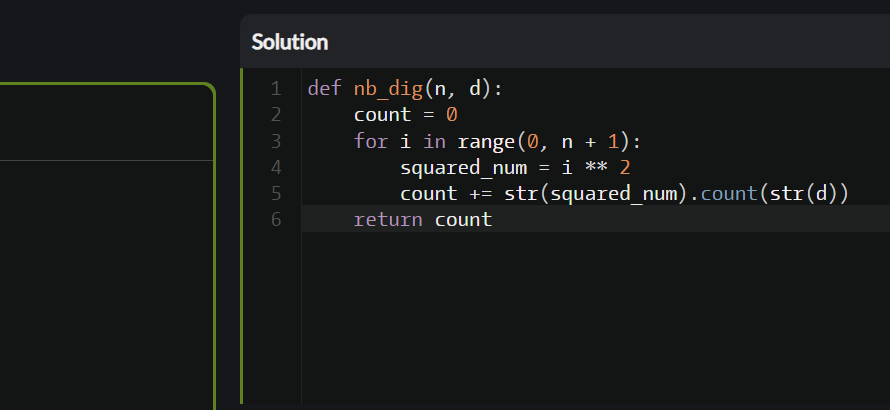 Solution
1 def nb_dig(n, d):
2     count = 0
3     for i in range(0, n + 1):
4         squared_num = i ** 2
5         count += str(squared_num).count(str(d))
6     return count